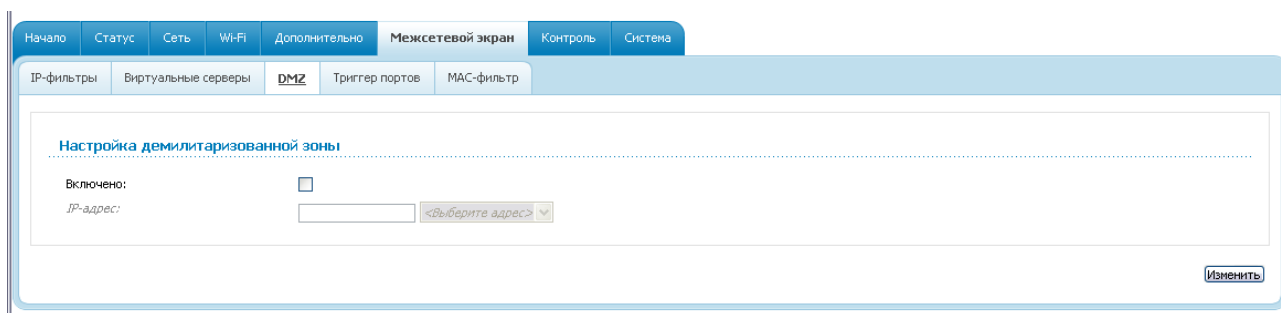 Начало Статус Сеть Wi-Fi Дополнительно Межсетевой экран Контроль Система
IP-фильтры Виртуальные серверы DMZ Триггер портов MAC-фильтр
Настройка демилитаризованной зоны
Включено:
IP-адрес: <Выберите адрес>
Изменить